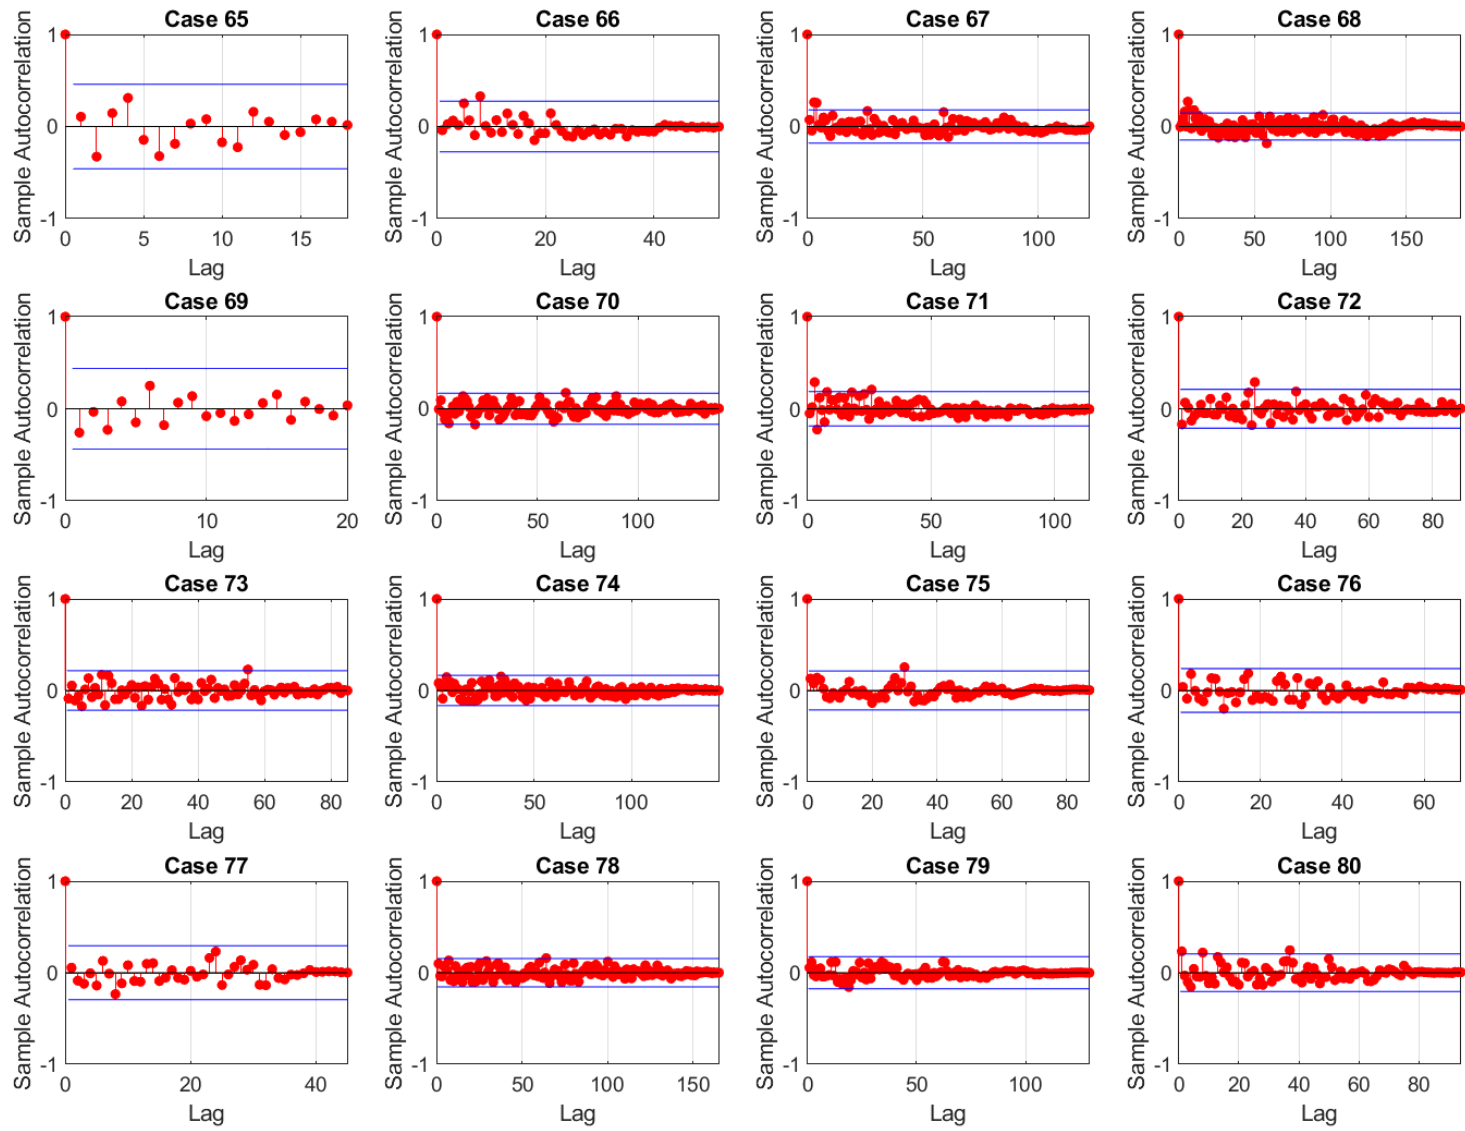 Case 65
Sample Autocorrelation
1
0
-1
0 5 10 15
Lag
Case 66
Sample Autocorrelation
1
0
-1
0 20 40
Lag
Case 67
Sample Autocorrelation
1
0
-1
0 50 100
Lag
Case 68
Sample Autocorrelation
1
0
-1
0 50 100 150
Lag
Case 69
Sample Autocorrelation
1
0
-1
0 10 20
Lag
Case 70
Sample Autocorrelation
1
0
-1
0 50 100
Lag
Case 71
Sample Autocorrelation
1
0
-1
0 50 100
Lag
Case 72
Sample Autocorrelation
1
0
-1
0 20 40 60 80
Lag
Case 73
Sample Autocorrelation
1
0
-1
0 20 40 60 80
Lag
Case 74
Sample Autocorrelation
1
0
-1
0 50 100
Lag
Case 75
Sample Autocorrelation
1
0
-1
0 20 40 60 80
Lag
Case 76
Sample Autocorrelation
1
0
-1
0 20 40 60
Lag
Case 77
Sample Autocorrelation
1
0
-1
0 20 40
Lag
Case 78
Sample Autocorrelation
1
0
-1
0 50 100 150
Lag
Case 79
Sample Autocorrelation
1
0
-1
0 50 100
Lag
Case 80
Sample Autocorrelation
1
0
-1
0 20 40 60 80
Lag